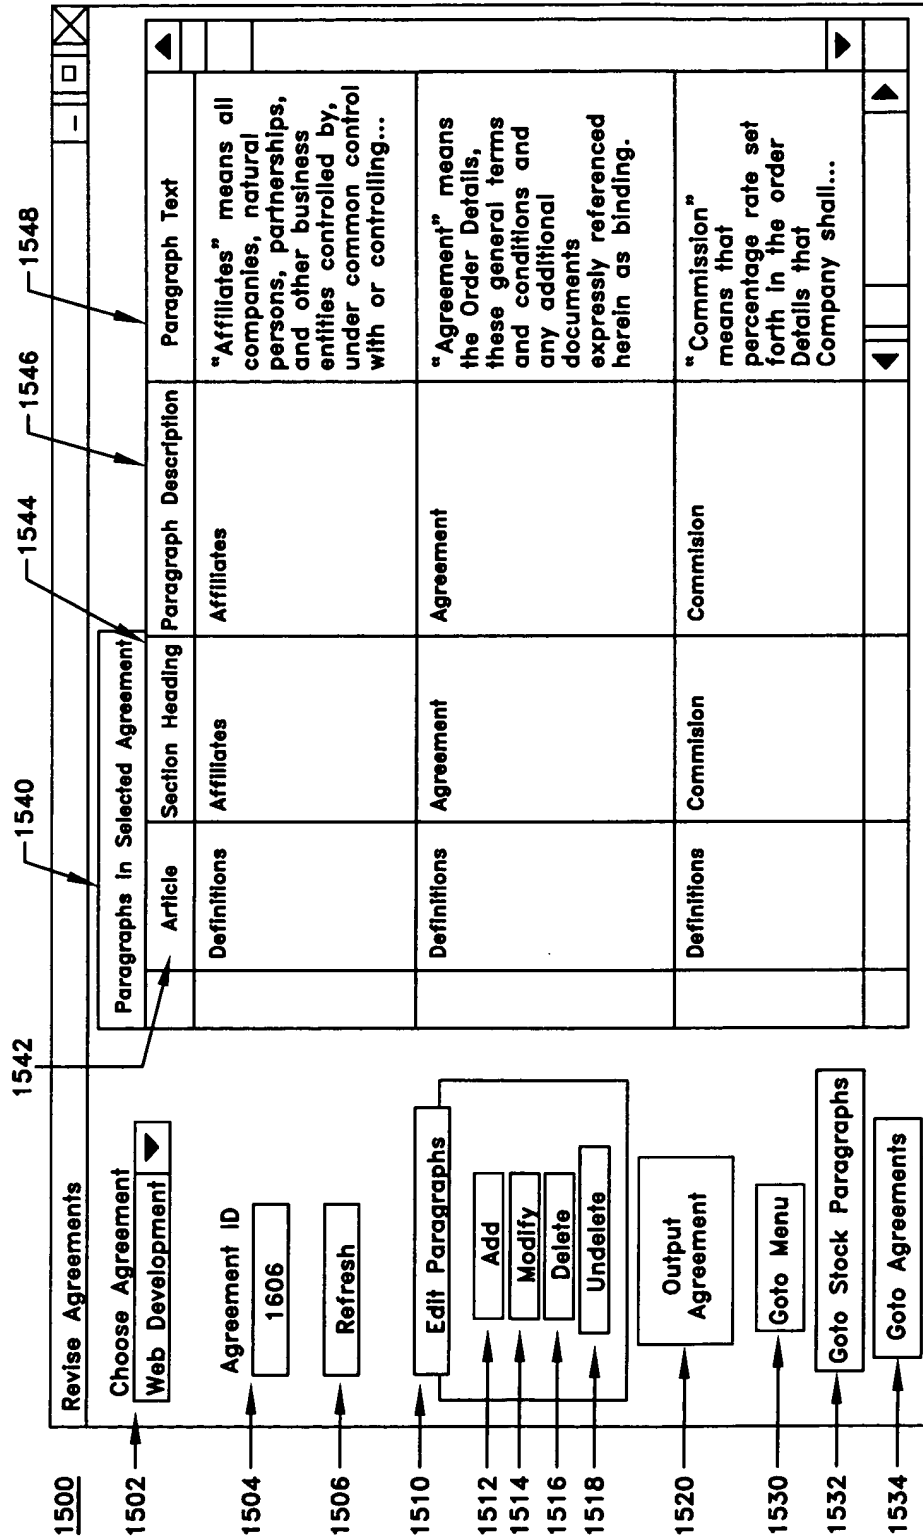 1500
Revise Agreements
1540
1544
1546
1548
1542
1502
Choose Agreement
Web Development
1504
Agreement ID
1606
1506
Refresh
1510
Edit Paragraphs
1512
Add
1514
Modify
1516
Delete
1518
Undelete
1520
Output
Agreement
1530
Goto Menu
1532
Goto Stock Paragraphs
1534
Goto Agreements
Paragraphs in Selected Agreement
Article
Section Heading
Paragraph Description
Paragraph Text
Definitions
Affiliates
Affiliates
“Affiliates” means all
companies, natural
persons, partnerships,
and other business
entities controlled by,
under common control
with or controlling...
Definitions
Agreement
Agreement
“Agreement” means
the Order Details,
these general terms
and conditions and
any additional
documents
expressly referenced
herein as binding.
Definitions
Commision
Commision
“Commission”
means that
percentage rate set
forth in the order
Details that
Company shall...